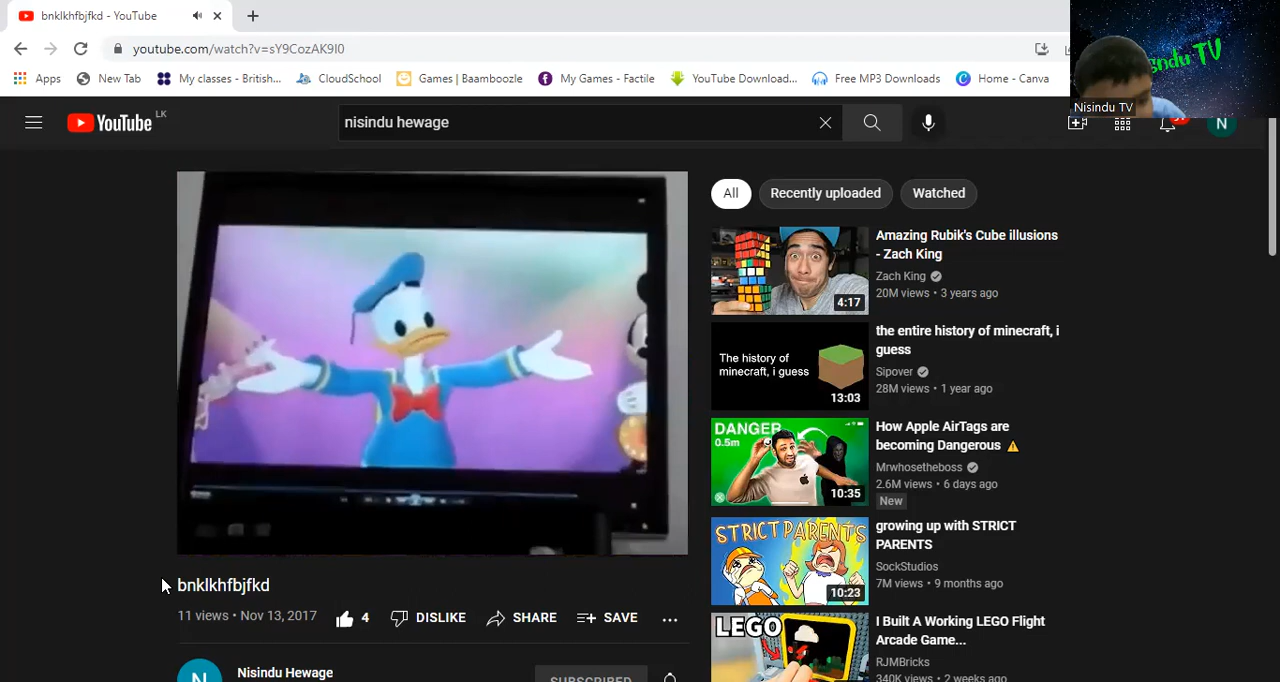 bnklkhfbjfkd - YouTube
youtube.com/watch?v=sY9CozAK9I0
Apps New Tab My classes - British... CloudSchool Games | Baamboozle My Games - Factile YouTube Download... Free MP3 Downloads Home - Canva
Nisindu TV
YouTube LK
nisindu hewage
N
All Recently uploaded Watched
Amazing Rubik's Cube illusions
- Zach King
Zach King
20M views • 3 years ago
4:17
The history of
minecraft, i guess
13:03
the entire history of minecraft, i
guess
Sipover
28M views • 1 year ago
DANGER
0.5m
10:35
How Apple AirTags are
becoming Dangerous
Mrwhosetheboss
2.6M views • 6 days ago
New
STRICT PARENTS
10:23
growing up with STRICT
PARENTS
SockStudios
7M views • 9 months ago
LEGO
I Built A Working LEGO Flight
Arcade Game...
RJMBricks
340K views • 2 weeks ago
bnklkhfbjfkd
11 views • Nov 13, 2017
4 DISLIKE SHARE SAVE
N
Nisindu Hewage
SUBSCRIBED